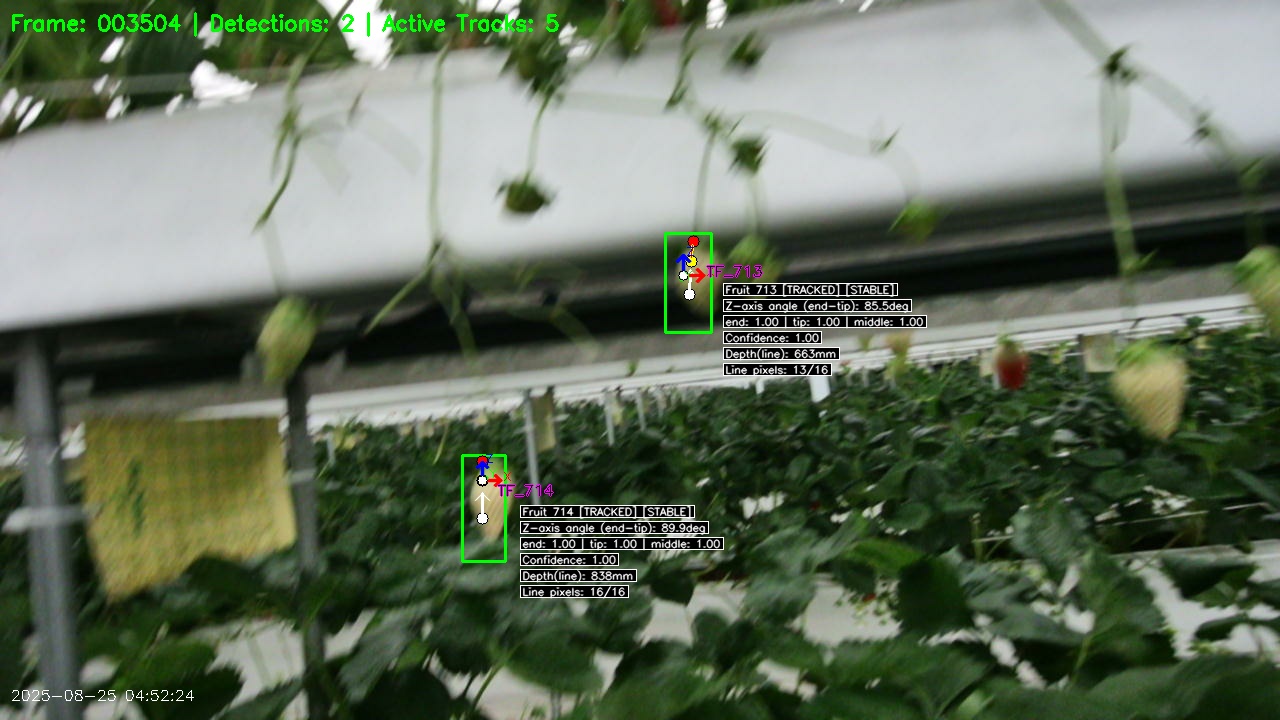 Frame: 003504 | Detections: 2 | Active Tracks: 5
TF_713
Fruit 713 [TRACKED] [STABLE]
Z-axis angle (end-tip): 85.5deg
end: 1.00 | tip: 1.00 | middle: 1.00
Confidence: 1.00
Depth(line): 663mm
Line pixels: 13/16
TF_714
Fruit 714 [TRACKED] [STABLE]
Z-axis angle (end-tip): 89.9deg
end: 1.00 | tip: 1.00 | middle: 1.00
Confidence: 1.00
Depth(line): 838mm
Line pixels: 16/16
2025-08-25 04:52:24